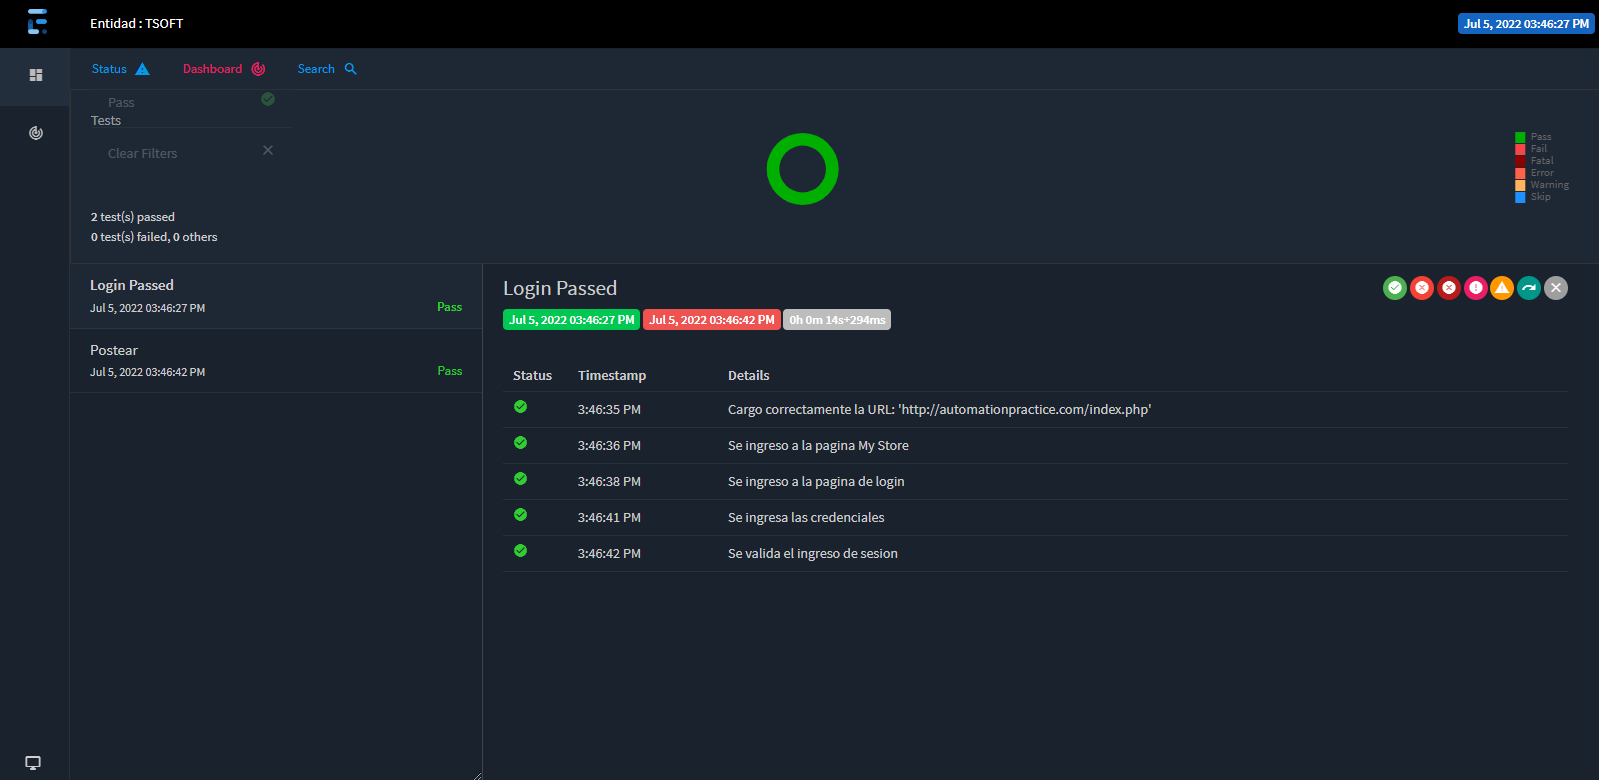 Entidad : TSOFT
Jul 5, 2022 03:46:27 PM
Status
Dashboard
Search
Pass
Tests
Clear Filters
2 test(s) passed
0 test(s) failed, 0 others
Pass
Fail
Fatal
Error
Warning
Skip
Login Passed
Jul 5, 2022 03:46:27 PM
Pass
Postear
Jul 5, 2022 03:46:42 PM
Pass
Login Passed
Jul 5, 2022 03:46:27 PM Jul 5, 2022 03:46:42 PM 0h 0m 14s+294ms
Status Timestamp Details
3:46:35 PM Cargo correctamente la URL: 'http://automationpractice.com/index.php'
3:46:36 PM Se ingreso a la pagina My Store
3:46:38 PM Se ingreso a la pagina de login
3:46:41 PM Se ingresa las credenciales
3:46:42 PM Se valida el ingreso de sesion